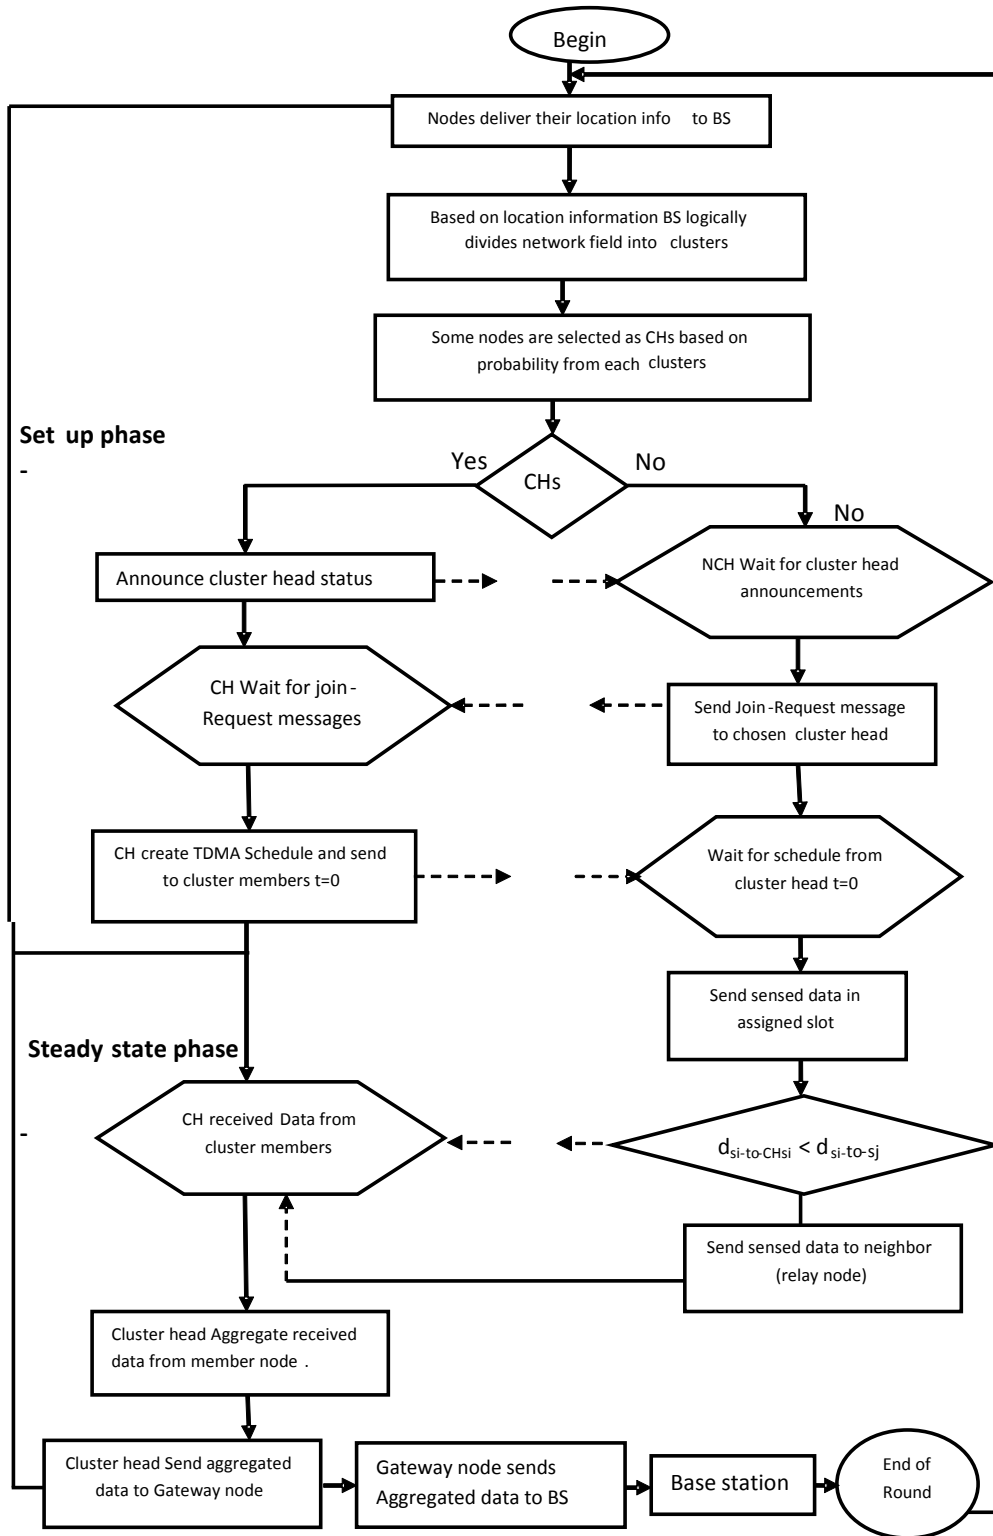 Begin
Nodes deliver their location info to BS
Based on location information BS logically
divides network field into clusters
Some nodes are selected as CHs based on
probability from each clusters
Set up phase
-
Yes
No
CHs
No
Announce cluster head status
NCH Wait for cluster head
announcements
CH Wait for join-
Request messages
Send Join-Request message
to chosen cluster head
CH create TDMA Schedule and send
to cluster members t=0
Wait for schedule from
cluster head t=0
Send sensed data in
assigned slot
Steady state phase
-
CH received Data from
cluster members
d si-to-CHsi < d si-to-sj
Send sensed data to neighbor
(relay node)
Cluster head Aggregate received
data from member node .
Cluster head Send aggregated
data to Gateway node
Gateway node sends
Aggregated data to BS
Base station
End of
Round